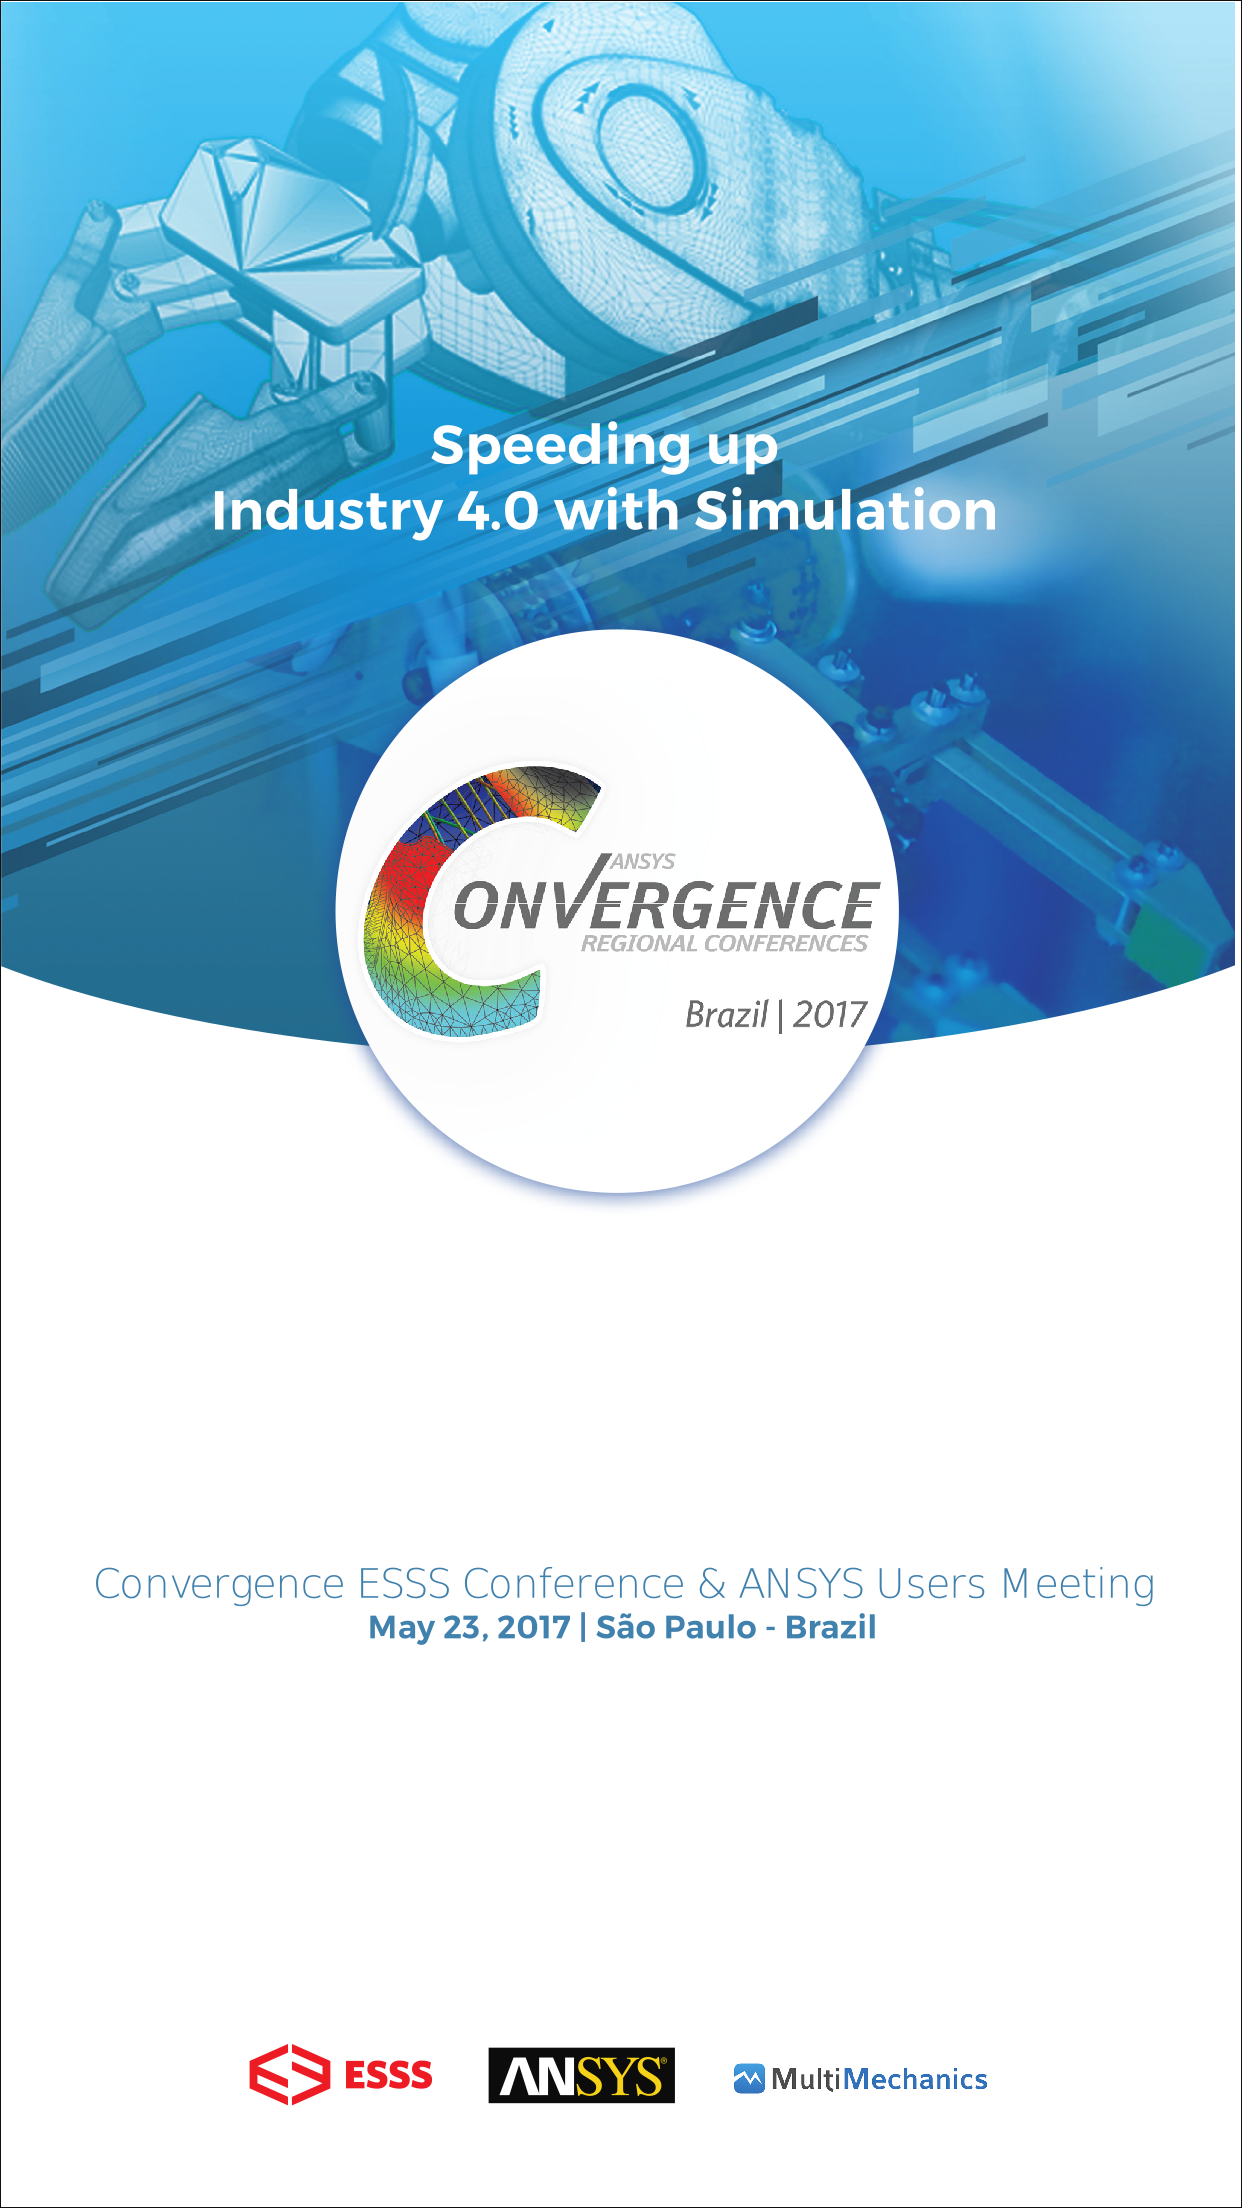 Speeding up
Industry 4.0 with Simulation
ANSYS
CONVERGENCE
REGIONAL CONFERENCES
Brazil | 2017
Convergence ESSS Conference & ANSYS Users Meeting
May 23, 2017 | São Paulo - Brazil
ESSS ANSYS® MultiMechanics